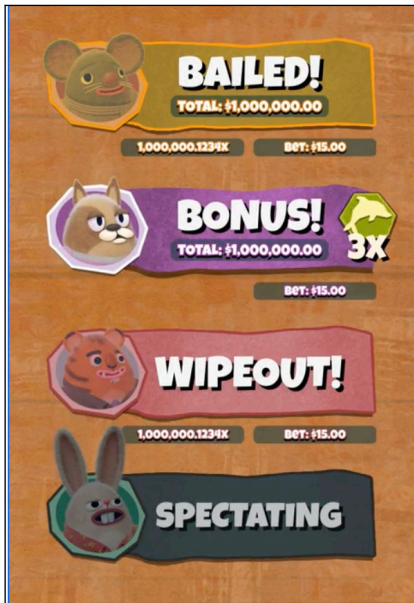 BAILED!
TOTAL: $1,000,000.00
1,000,000.1234X BET: $15.00
BONUS!
TOTAL: $1,000,000.00
3X
BET: $15.00
WIPEOUT!
1,000,000.1234X BET: $15.00
SPECTATING